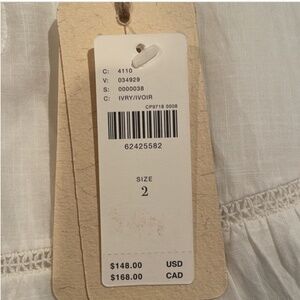 C: 4110
V: 034929
S: 0000038
C: IVRY/IVOIR
CP9718 0008
62425582
SIZE
2
$148.00 USD
$168.00 CAD